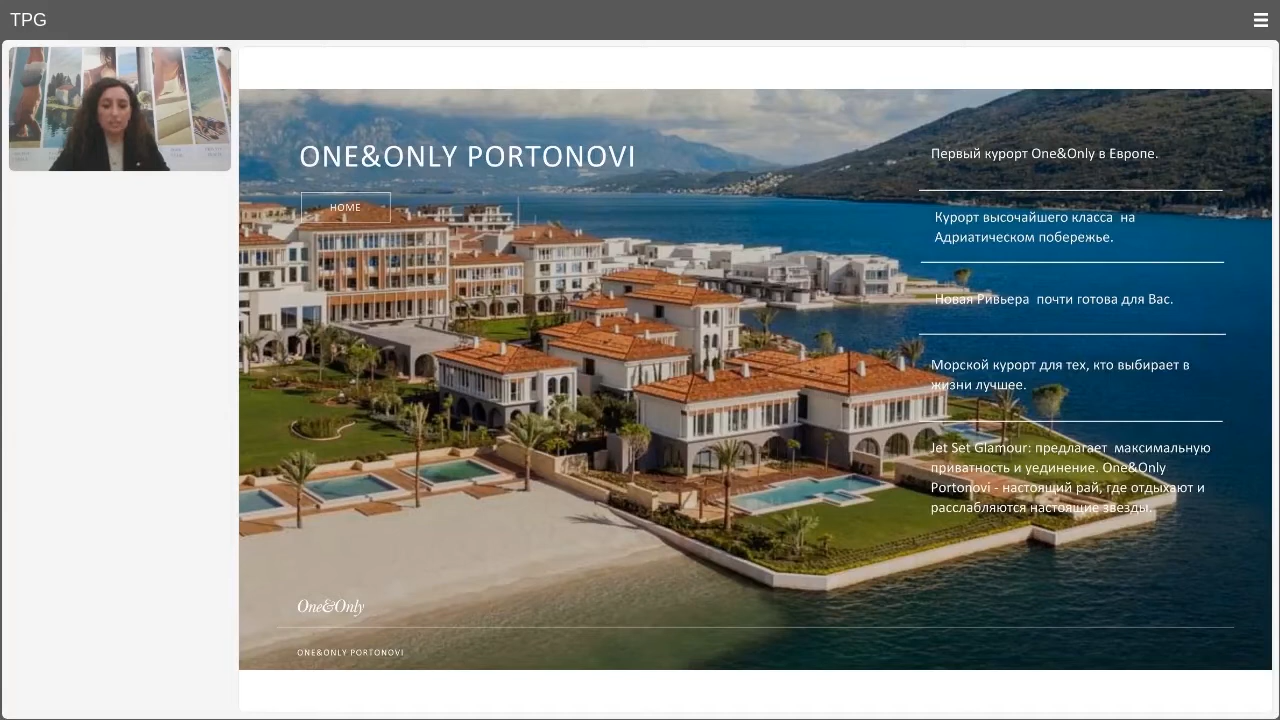 TPG
ONE&ONLY PORTONOVI
HOME
Первый курорт One&Only в Европе.
Курорт высочайшего класса на
Адриатическом побережье.
Новая Ривьера почти готова для Вас.
Морской курорт для тех, кто выбирает в
жизни лучшее.
Jet Set Glamour: предлагает максимальную
приватность и уединение. One&Only
Portonovi - настоящий рай, где отдыхают и
расслабляются настоящие звезды.
One&Only
ONE&ONLY PORTONOVI